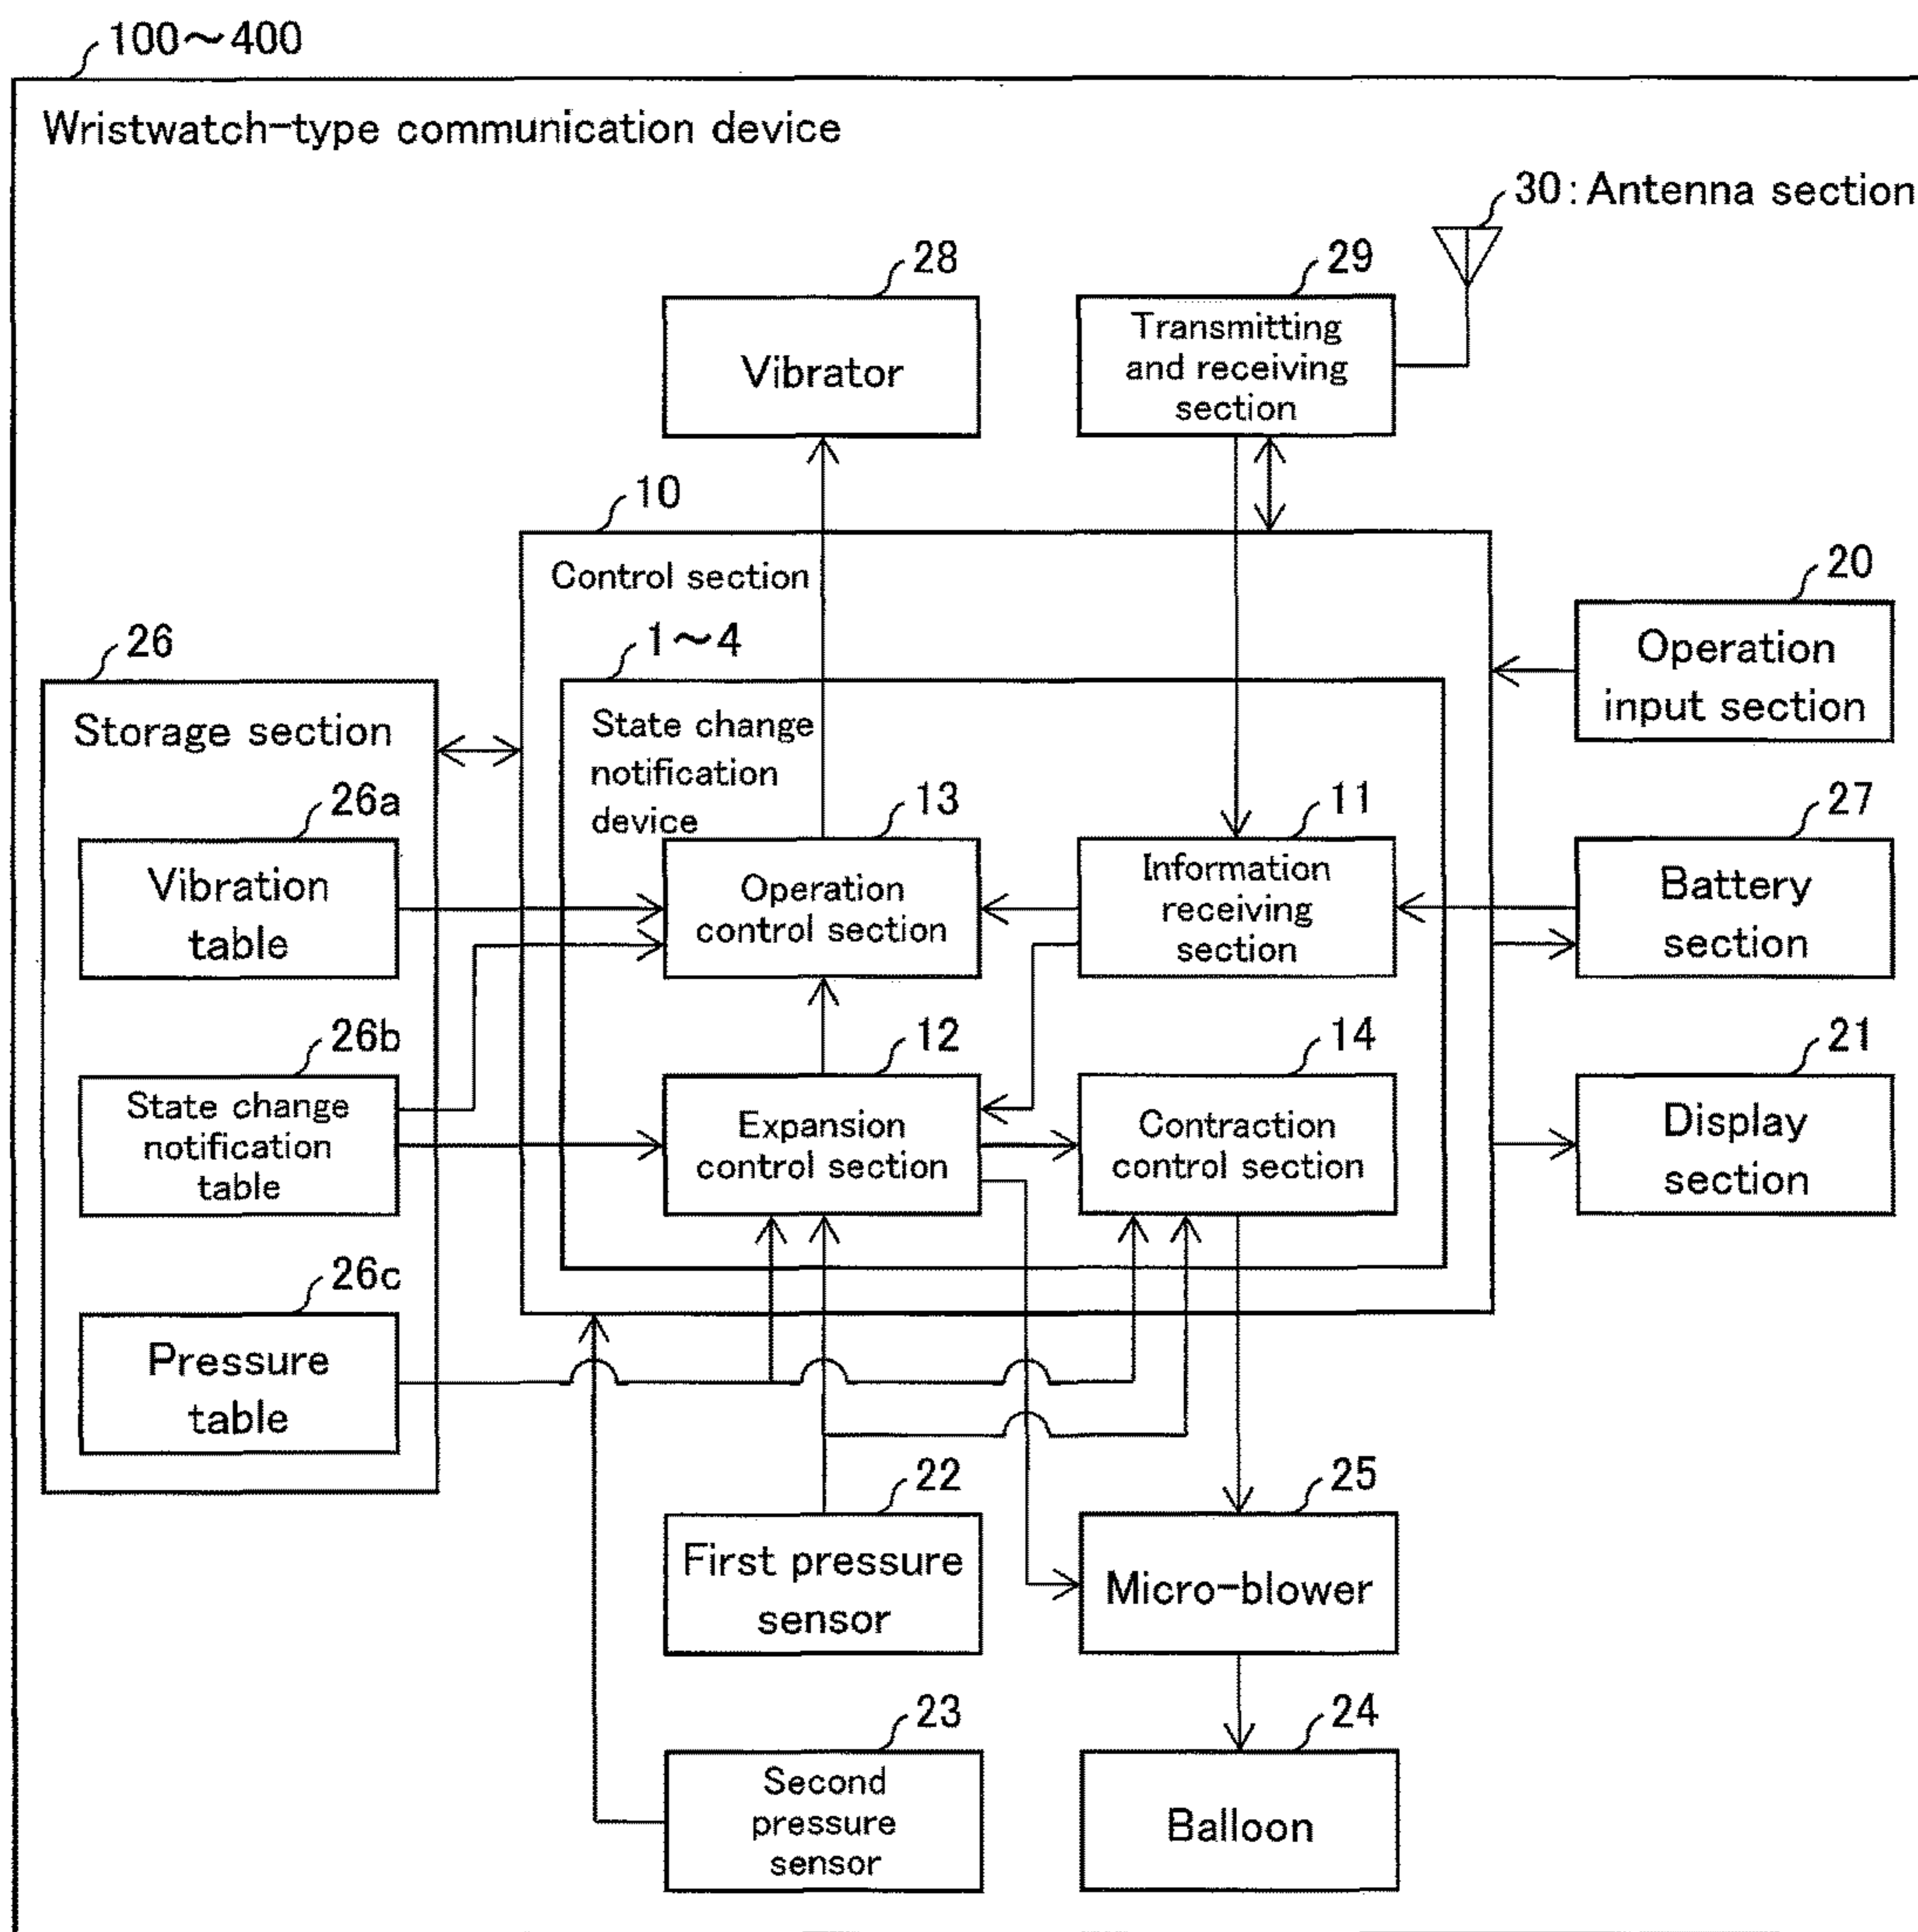 100～400
Wristwatch-type communication device
30:Antenna section
28
Vibrator
29
Transmitting
and receiving
section
10
Control section
20
Operation
input section
26
Storage section
1～4
State change
notification
device
26a
Vibration
table
13
Operation
control section
11
Information
receiving
section
27
Battery
section
26b
State change
notification
table
12
Expansion
control section
14
Contraction
control section
21
Display
section
26c
Pressure
table
22
First pressure
sensor
25
Micro-blower
23
Second
pressure
sensor
24
Balloon